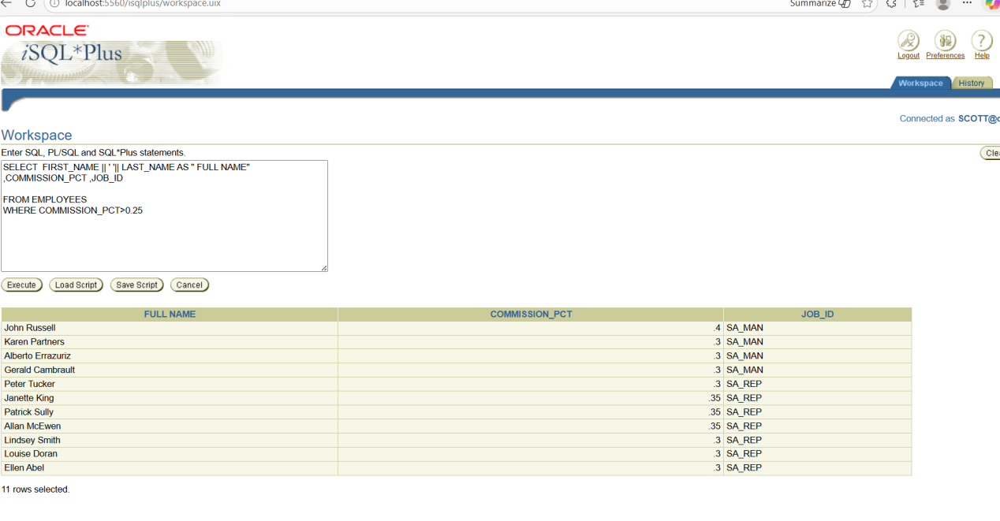 localhost:5560/isqlplus/workspace.uix
Summarize
ORACLE
iSQL*Plus
Logout Preferences Help
Workspace History
Connected as SCOTT@
Workspace
Enter SQL, PL/SQL and SQL*Plus statements.
Clea
SELECT FIRST_NAME || ' '|| LAST_NAME AS " FULL NAME"
,COMMISSION_PCT ,JOB_ID
FROM EMPLOYEES
WHERE COMMISSION_PCT>0.25
Execute Load Script Save Script Cancel
FULL NAME COMMISSION_PCT JOB_ID
John Russell .4 SA_MAN
Karen Partners .3 SA_MAN
Alberto Errazuriz .3 SA_MAN
Gerald Cambrault .3 SA_MAN
Peter Tucker .3 SA_REP
Janette King .35 SA_REP
Patrick Sully .35 SA_REP
Allan McEwen .35 SA_REP
Lindsey Smith .3 SA_REP
Louise Doran .3 SA_REP
Ellen Abel .3 SA_REP
11 rows selected.